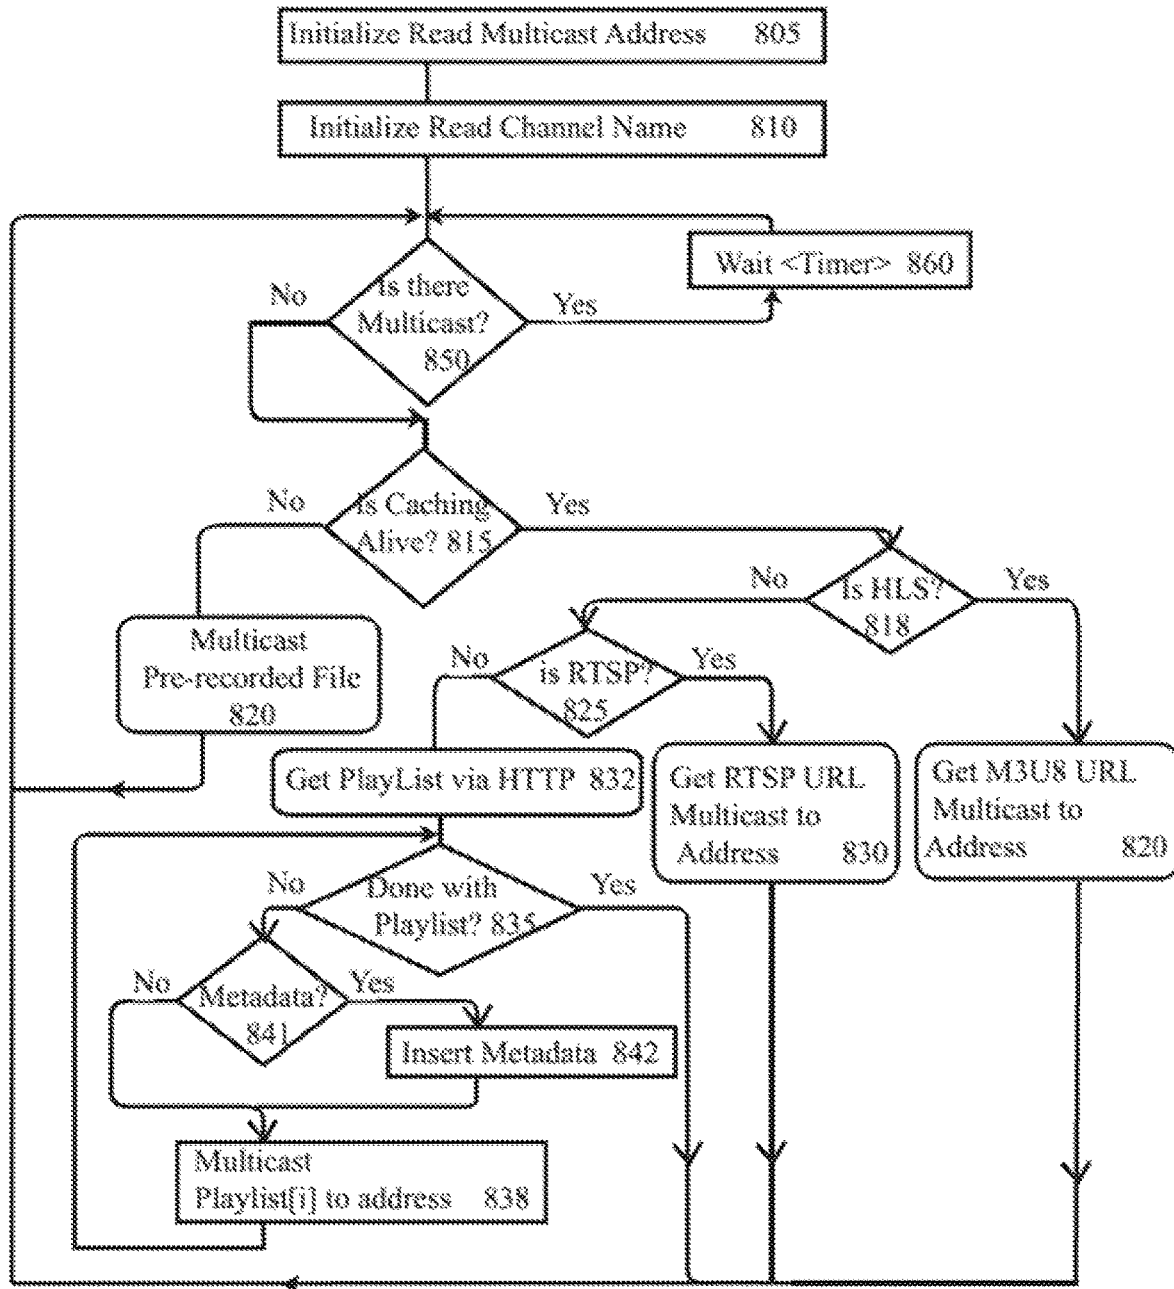 Initialize Read Multicast Address 805
Initialize Read Channel Name 810
Wait <Timer> 860
No
Is there
Multicast?
850
Yes
No
Is Caching
Alive? 815
Yes
No
Is HLS?
818
Yes
Multicast
Pre-recorded File
820
No
is RTSP?
825
Yes
Get PlayList via HTTP 832
Get RTSP URL
Multicast to
Address 830
Get M3U8 URL
Multicast to
Address 820
No
Done with
Playlist? 835
Yes
No
Metadata?
841
Yes
Insert Metadata 842
Multicast
Playlist[i] to address 838